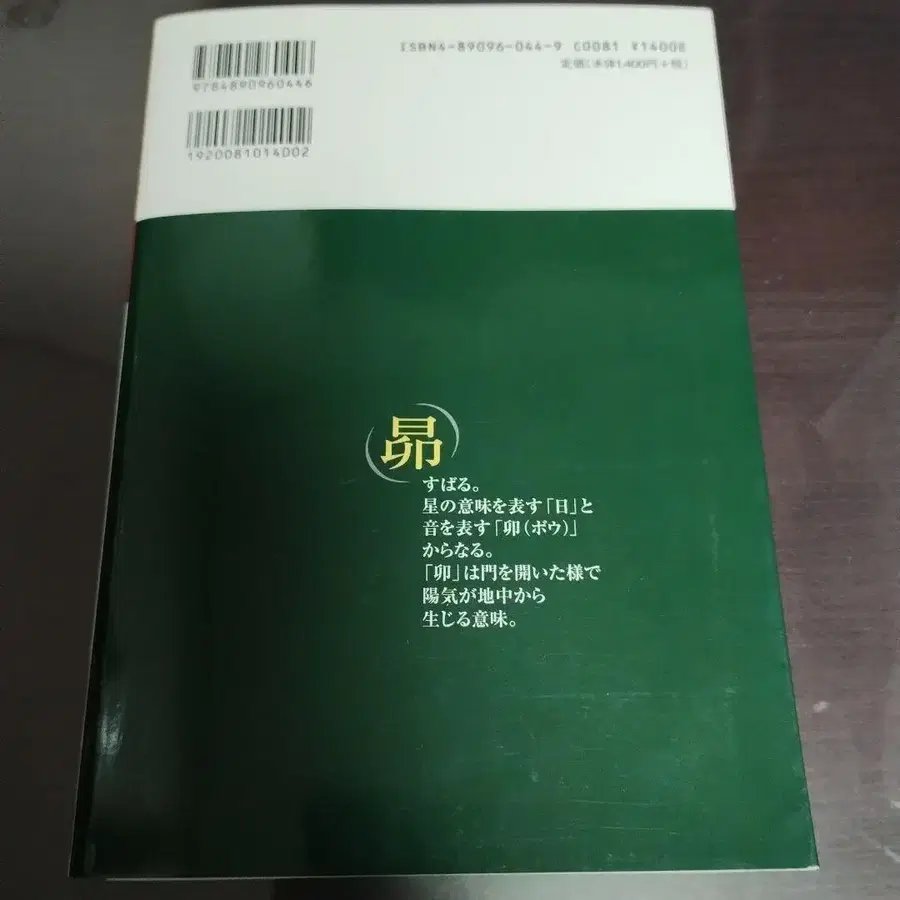 ISBN4-89096-044-9 C0081 ¥1400E
定価(本体1,400円+税)
9784890960446
1920081014002
昴
すばる。
星の意味を表す「日」と
音を表す「卯(ボウ)」
からなる。
「卯」は門を開いた様で
陽気が地中から
生じる意味。